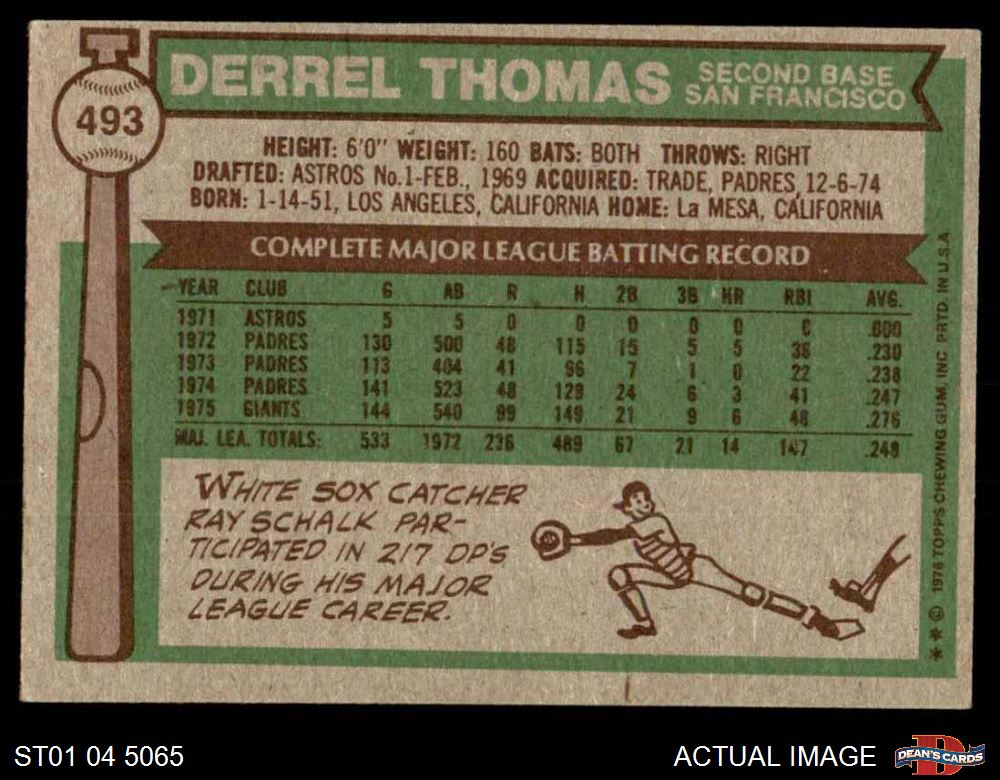 493
DERREL THOMAS
SECOND BASE
SAN FRANCISCO
HEIGHT: 6'0" WEIGHT: 160 BATS: BOTH THROWS: RIGHT
DRAFTED: ASTROS No.1-FEB., 1969 ACQUIRED: TRADE, PADRES, 12-6-74
BORN: 1-14-51, LOS ANGELES, CALIFORNIA HOME: La MESA, CALIFORNIA
COMPLETE MAJOR LEAGUE BATTING RECORD
YEAR CLUB G AB R H 2B 3B HR RBI AVG.
1971 ASTROS 5 5 0 0 0 0 0 0 .000
1972 PADRES 130 500 48 115 15 5 5 36 .230
1973 PADRES 113 404 41 96 7 1 0 22 .238
1974 PADRES 141 523 48 129 24 6 3 41 .247
1975 GIANTS 144 540 99 149 21 9 6 48 .276
MAJ. LEA. TOTALS: 533 1972 236 489 67 21 14 147 .248
WHITE SOX CATCHER
RAY SCHALK PAR-
TICIPATED IN 217 DP'S
DURING HIS MAJOR
LEAGUE CAREER.
** © 1976 TOPPS CHEWING GUM, INC. PRTD. IN U.S.A.
ST01 04 5065
ACTUAL IMAGE
D
DEAN'S CARDS